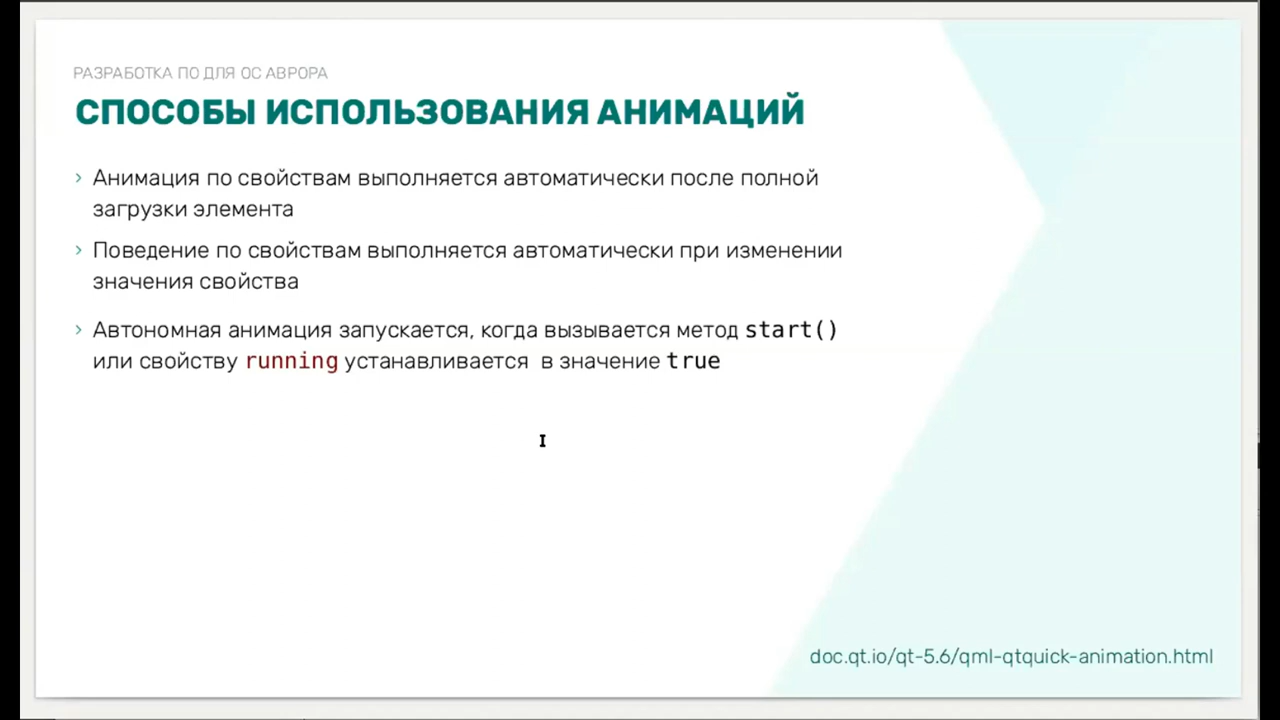 РАЗРАБОТКА ПО ДЛЯ ОС АВРОРА
СПОСОБЫ ИСПОЛЬЗОВАНИЯ АНИМАЦИЙ
› Анимация по свойствам выполняется автоматически после полной
загрузки элемента
› Поведение по свойствам выполняется автоматически при изменении
значения свойства
› Автономная анимация запускается, когда вызывается метод start()
или свойству running устанавливается в значение true
doc.qt.io/qt-5.6/qml-qtquick-animation.html